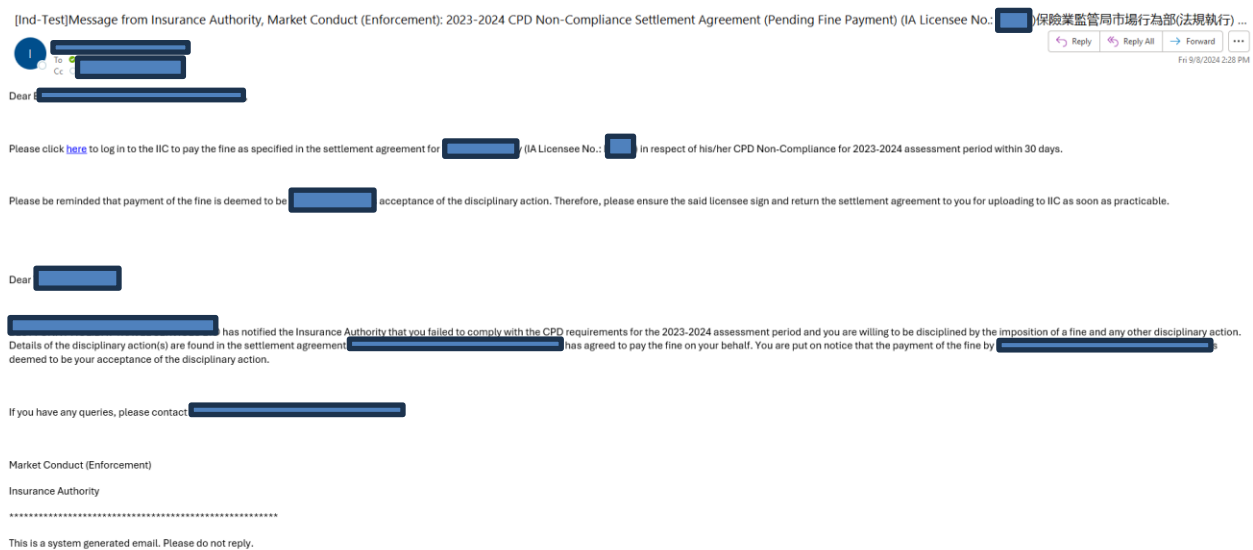 [Ind-Test]Message from Insurance Authority, Market Conduct (Enforcement): 2023-2024 CPD Non-Compliance Settlement Agreement (Pending Fine Payment) (IA Licensee No.: )保險業監管局市場行為部(法規執行) ...
I
Reply Reply All Forward ...
To
Cc
Fri 9/8/2024 2:28 PM
Dear
Please click here to log in to the IIC to pay the fine as specified in the settlement agreement for (IA Licensee No.: ) in respect of his/her CPD Non-Compliance for 2023-2024 assessment period within 30 days.
Please be reminded that payment of the fine is deemed to be acceptance of the disciplinary action. Therefore, please ensure the said licensee sign and return the settlement agreement to you for uploading to IIC as soon as practicable.
Dear
has notified the Insurance Authority that you failed to comply with the CPD requirements for the 2023-2024 assessment period and you are willing to be disciplined by the imposition of a fine and any other disciplinary action.
Details of the disciplinary action(s) are found in the settlement agreement has agreed to pay the fine on your behalf. You are put on notice that the payment of the fine by
deemed to be your acceptance of the disciplinary action.
If you have any queries, please contact
Market Conduct (Enforcement)
Insurance Authority
********************************************************
This is a system generated email. Please do not reply.